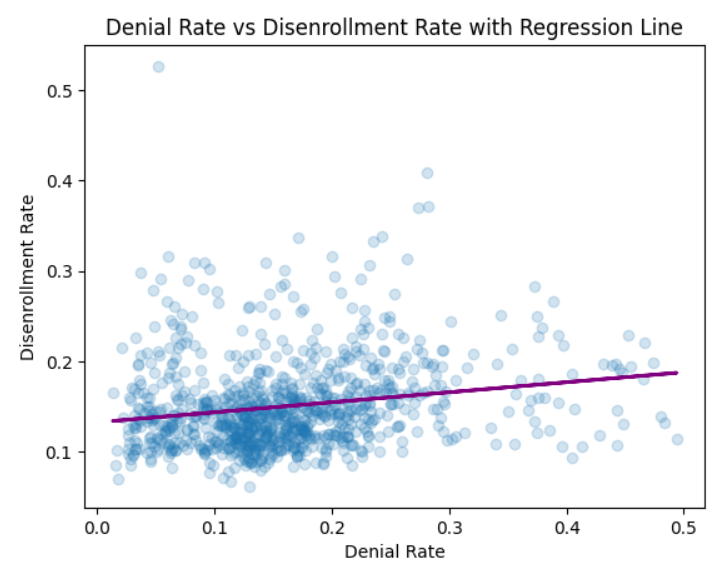 Denial Rate vs Disenrollment Rate with Regression Line
0.5
0.4
0.3
0.2
0.1
Disenrollment Rate
0.0 0.1 0.2 0.3 0.4 0.5
Denial Rate